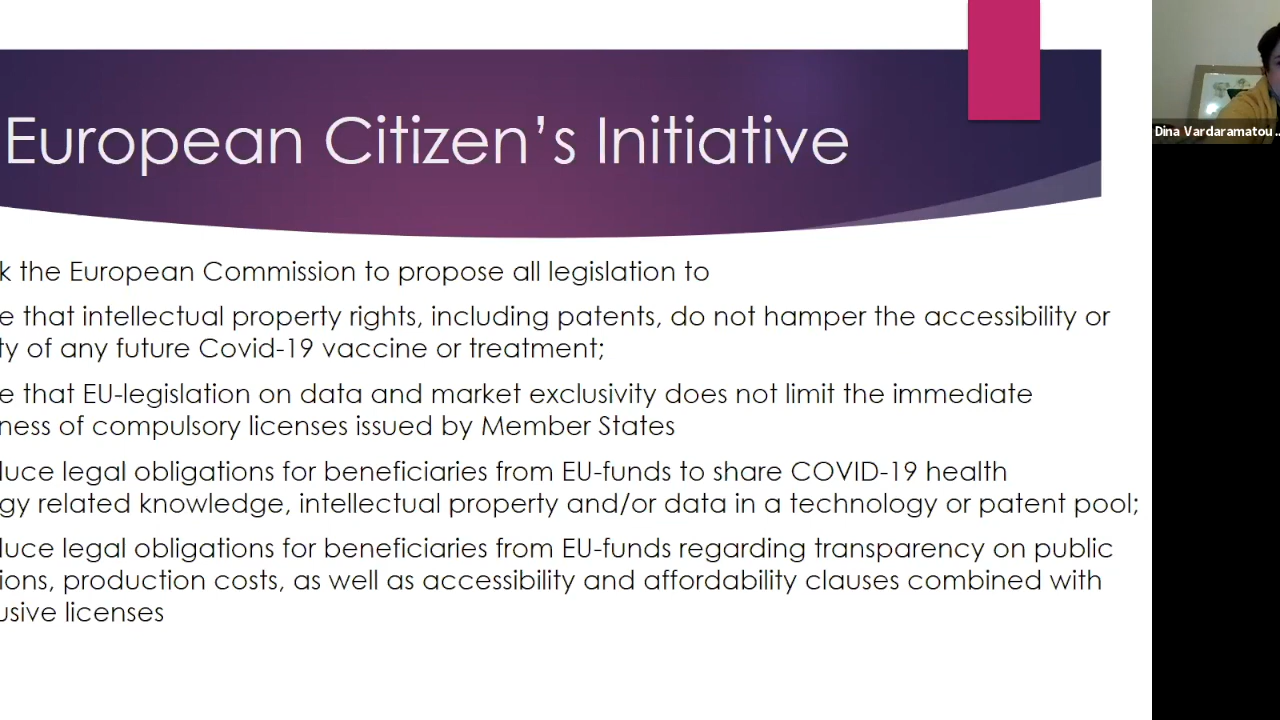 European Citizen's Initiative
k the European Commission to propose all legislation to
e that intellectual property rights, including patents, do not hamper the accessibility or
ty of any future Covid-19 vaccine or treatment;
e that EU-legislation on data and market exclusivity does not limit the immediate
ness of compulsory licenses issued by Member States
luce legal obligations for beneficiaries from EU-funds to share COVID-19 health
gy related knowledge, intellectual property and/or data in a technology or patent pool;
luce legal obligations for beneficiaries from EU-funds regarding transparency on public
ions, production costs, as well as accessibility and affordability clauses combined with
usive licenses
Dina Vardaramatou...